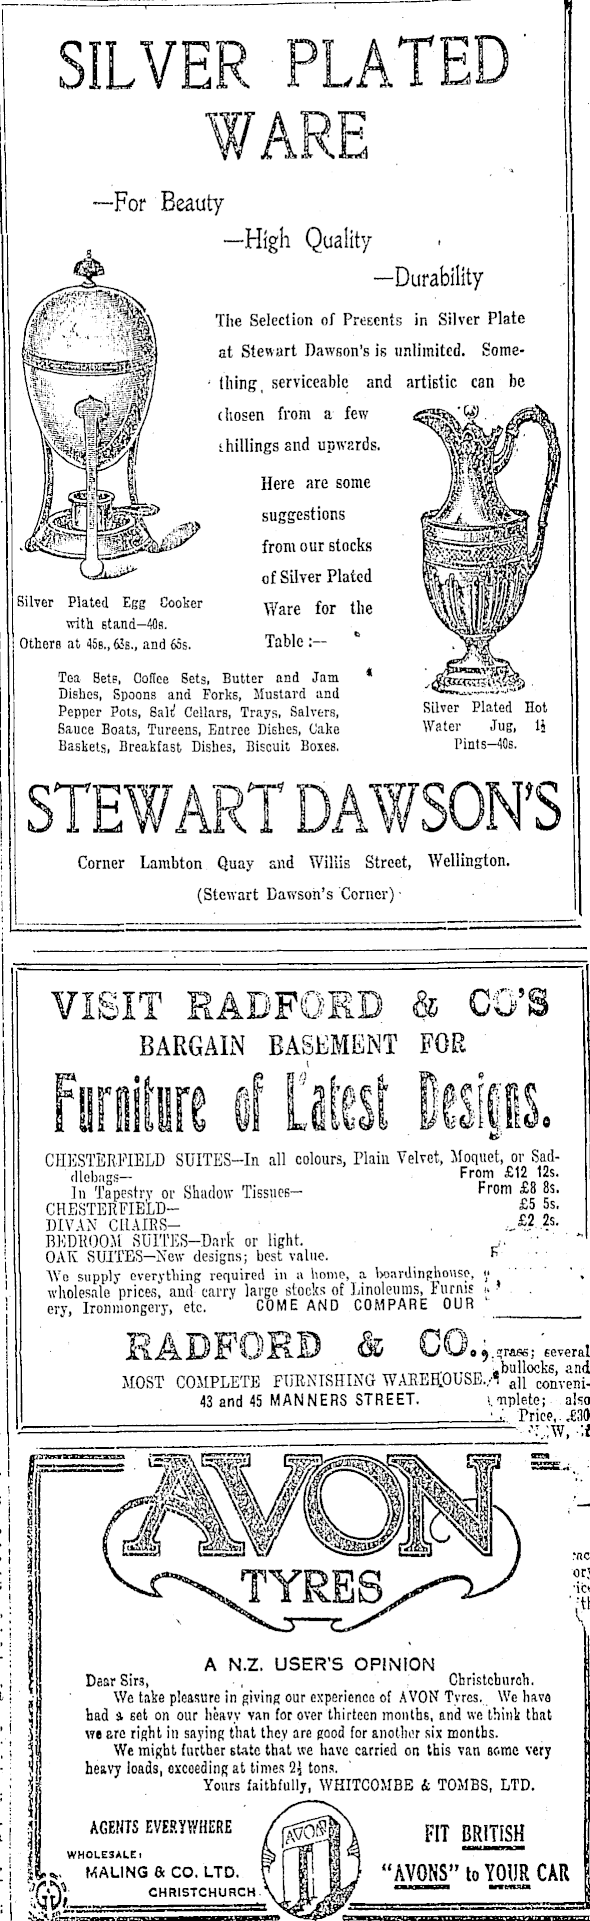 SILVER PLATED
WARE
—For Beauty
—High Quality
—Durability
The Selection of Presents in Silver Plate
at Stewart Dawson's is unlimited. Some-
thing serviceable and artistic can be
chosen from a few
shillings and upwards.
Here are some
suggestions
from our stocks
of Silver Plated
Ware for the
Table :—
Silver Plated Egg Cooker
with stand—40s.
Others at 45s., 63s., and 65s.
Tea Sets, Coffee Sets, Butter and Jam
Dishes, Spoons and Forks, Mustard and
Pepper Pots, Salt Cellars, Trays, Salvers,
Sauce Boats, Tureens, Entree Dishes, Cake
Baskets, Breakfast Dishes, Biscuit Boxes.
Silver Plated Hot
Water Jug, 1½
Pints—40s.
STEWART DAWSON'S
Corner Lambton Quay and Willis Street, Wellington.
(Stewart Dawson's Corner)
VISIT RADFORD & CO'S
BARGAIN BASEMENT FOR
Furniture of Latest Designs.
CHESTERFIELD SUITES—In all colours, Plain Velvet, Moquet, or Sad-
dlebags— From £12 12s.
In Tapestry or Shadow Tissues— From £8 8s.
CHESTERFIELD— £5 5s.
DIVAN CHAIRS— £2 2s.
BEDROOM SUITES—Dark or light.
OAK SUITES—New designs; best value.
We supply everything required in a home, a boardinghouse,
wholesale prices, and carry large stocks of Linoleums, Furnis
ery, Ironmongery, etc. COME AND COMPARE OUR
RADFORD & CO.,
MOST COMPLETE FURNISHING WAREHOUSE.
43 and 45 MANNERS STREET.
grass; several
bullocks, and
all conveni-
mplete; also
Price, £30
AVON
TYRES
A N.Z. USER'S OPINION
Dear Sirs, Christchurch.
We take pleasure in giving our experience of AVON Tyres. We have
had a set on our heavy van for over thirteen months, and we think that
we are right in saying that they are good for another six months.
We might further state that we have carried on this van some very
heavy loads, exceeding at times 2½ tons.
Yours faithfully, WHITCOMBE & TOMBS, LTD.
AGENTS EVERYWHERE
WHOLESALE:
MALING & CO. LTD.
CHRISTCHURCH
AVON
FIT BRITISH
"AVONS" to YOUR CAR